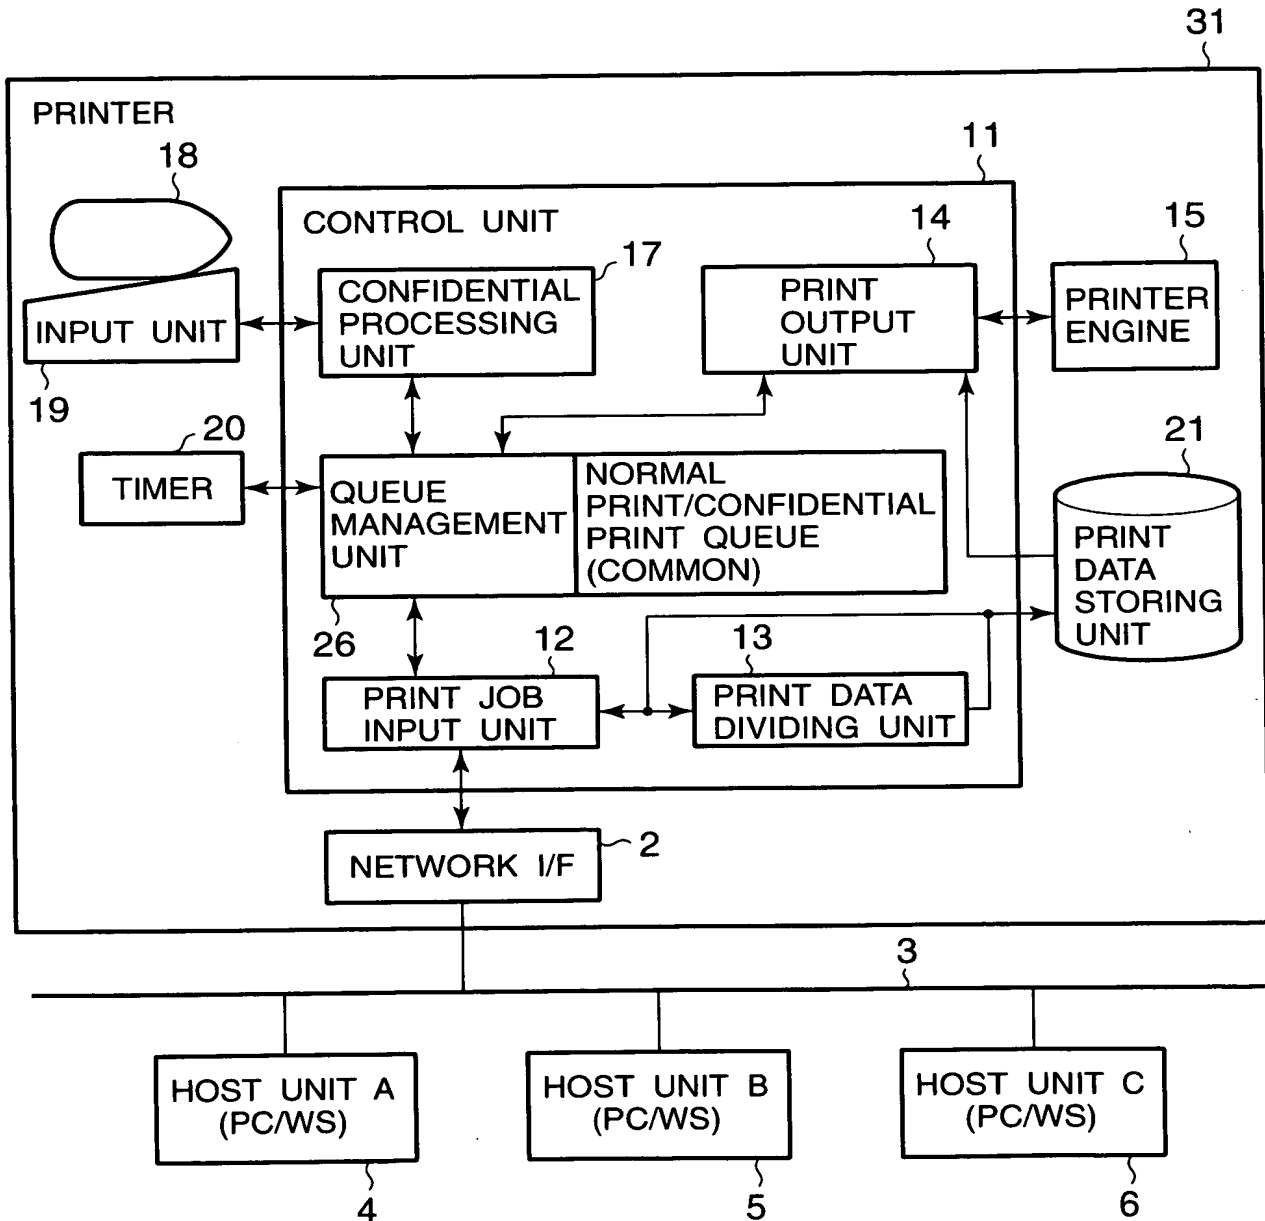 31
PRINTER
11
18
CONTROL UNIT
14
15
17
CONFIDENTIAL
PROCESSING
UNIT
PRINT
OUTPUT
UNIT
PRINTER
ENGINE
INPUT UNIT
19
20
21
TIMER
QUEUE
MANAGEMENT
UNIT
NORMAL
PRINT/CONFIDENTIAL
PRINT QUEUE
(COMMON)
PRINT
DATA
STORING
UNIT
26
12
13
PRINT JOB
INPUT UNIT
PRINT DATA
DIVIDING UNIT
2
NETWORK I/F
3
HOST UNIT A
(PC/WS)
HOST UNIT B
(PC/WS)
HOST UNIT C
(PC/WS)
4
5
6